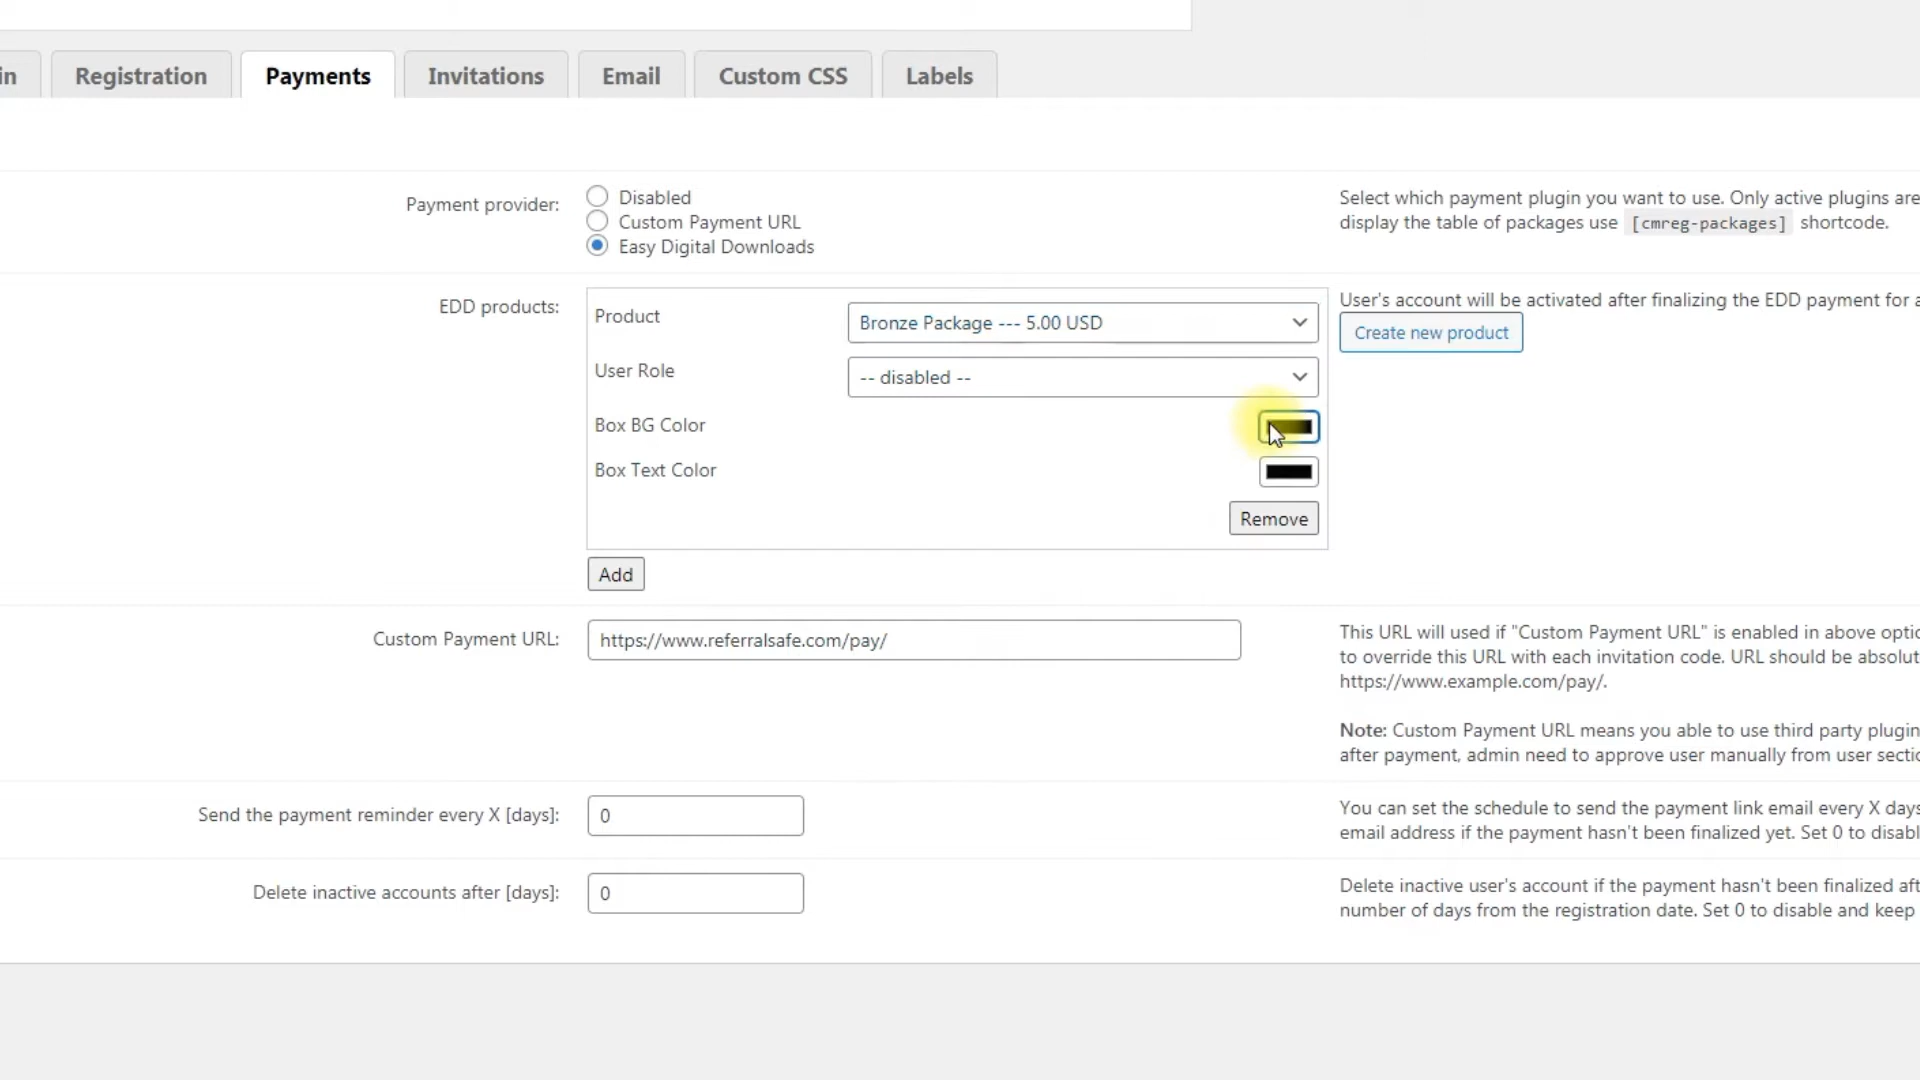 in
Registration
Payments
Invitations
Email
Custom CSS
Labels
Payment provider:
Disabled
Custom Payment URL
Easy Digital Downloads
Select which payment plugin you want to use. Only active plugins are
display the table of packages use [cmreg-packages] shortcode.
EDD products:
Product
Bronze Package --- 5.00 USD
User Role
-- disabled --
Box BG Color
Box Text Color
Remove
Add
User's account will be activated after finalizing the EDD payment for a
Create new product
Custom Payment URL:
https://www.referralsafe.com/pay/
This URL will used if "Custom Payment URL" is enabled in above optio
to override this URL with each invitation code. URL should be absolut
https://www.example.com/pay/.
Note: Custom Payment URL means you able to use third party plugin
after payment, admin need to approve user manually from user sectio
Send the payment reminder every X [days]:
0
You can set the schedule to send the payment link email every X days
email address if the payment hasn't been finalized yet. Set 0 to disabl
Delete inactive accounts after [days]:
0
Delete inactive user's account if the payment hasn't been finalized aft
number of days from the registration date. Set 0 to disable and keep